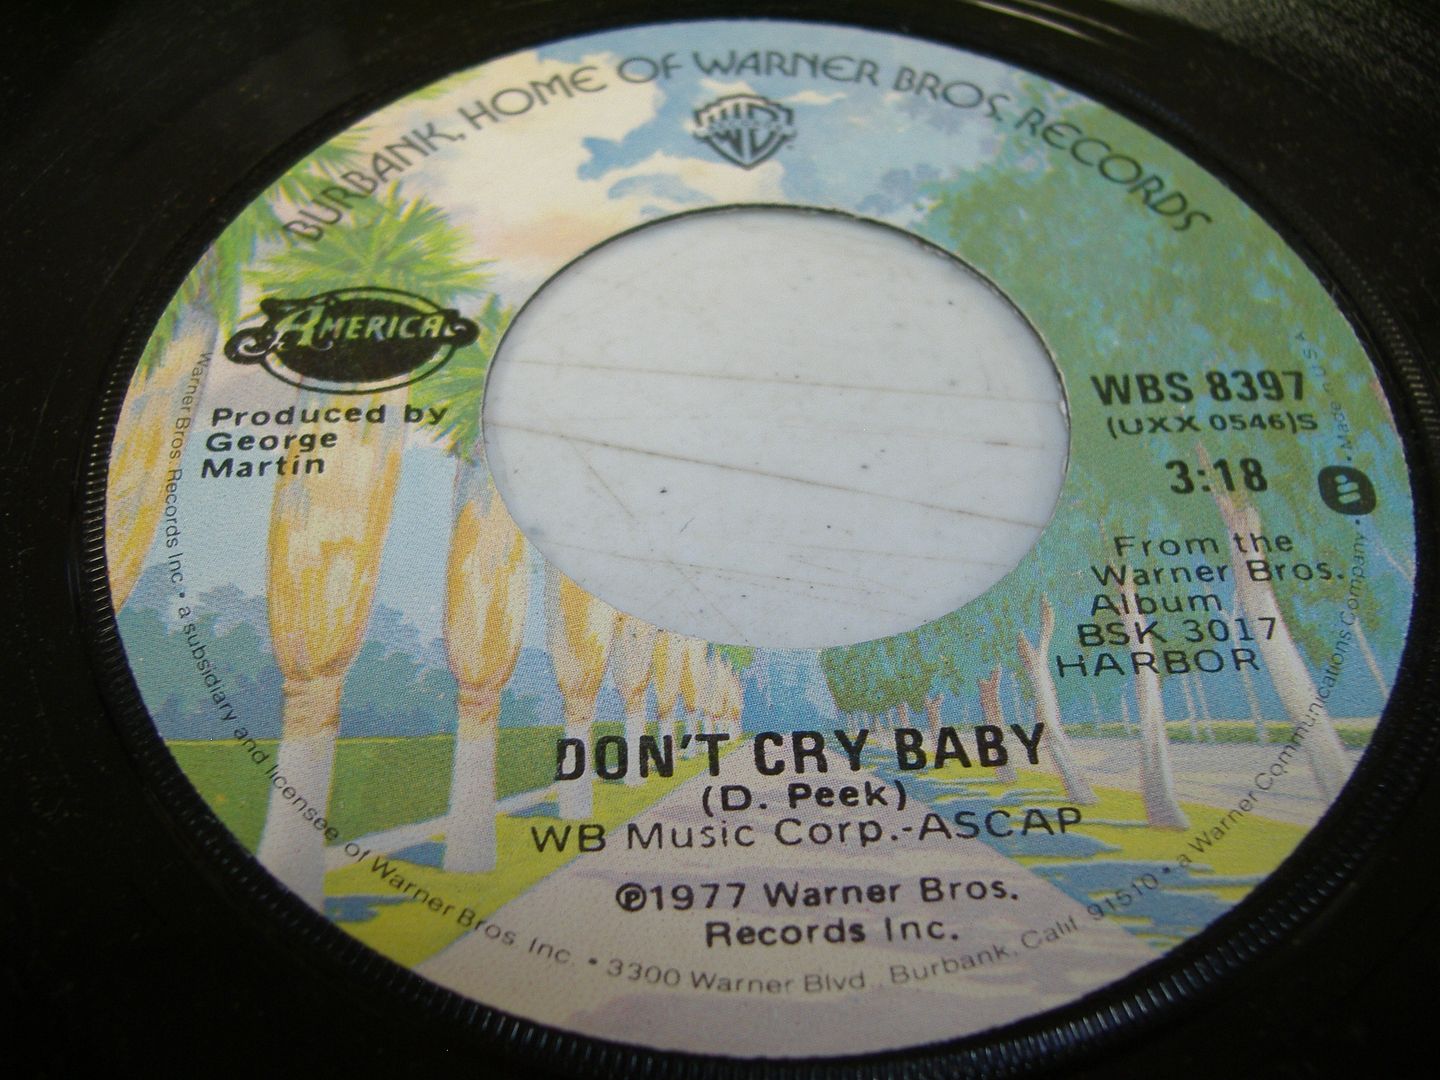 BURBANK, HOME OF WARNER BROS. RECORDS
AMERICA
Produced by
George
Martin
WBS 8397
(UXX 0546)S
3:18
From the
Warner Bros.
Album
BSK 3017
HARBOR
DON'T CRY BABY
(D. Peek)
WB Music Corp.-ASCAP
℗1977 Warner Bros.
Records Inc.
Warner Bros. Records Inc. • a subsidiary and licensee of Warner Bros. Inc. • 3300 Warner Blvd., Burbank, Calif. 91510 • a Warner Communications Company • Made in U.S.A.